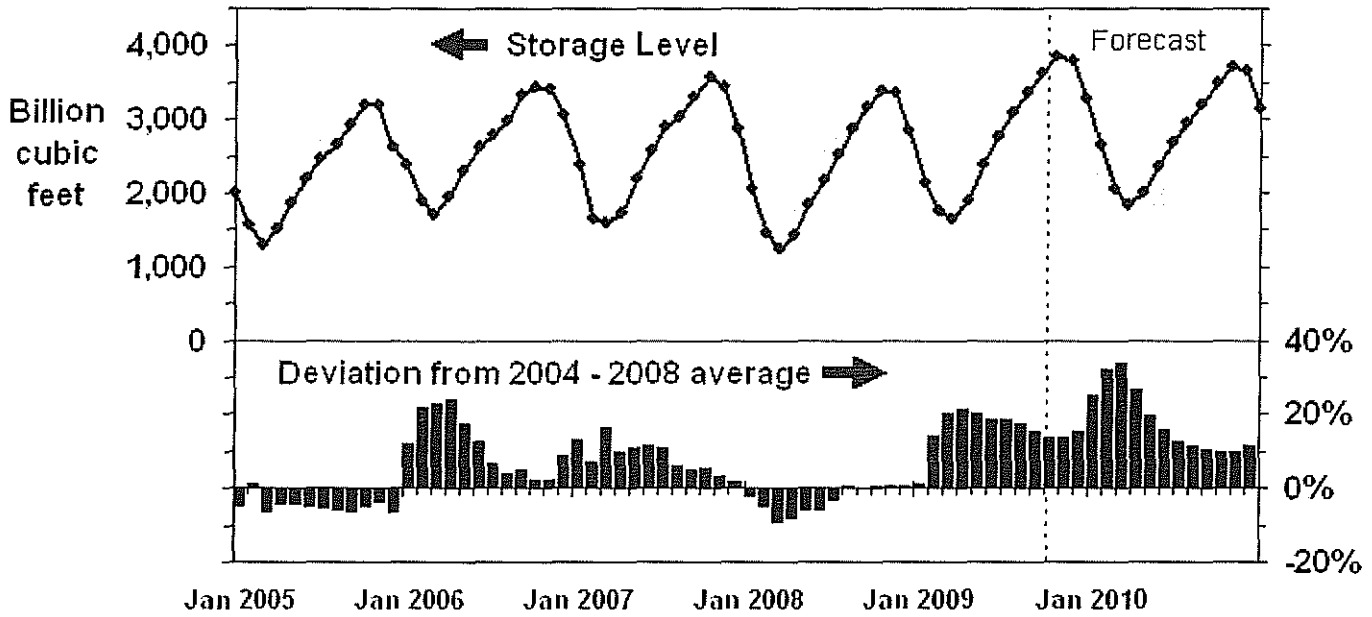 4,000
Storage Level
Forecast
Billion
cubic
feet
3,000
2,000
1,000
0
40%
Deviation from 2004 - 2008 average
20%
0%
-20%
Jan 2005
Jan 2006
Jan 2007
Jan 2008
Jan 2009
Jan 2010